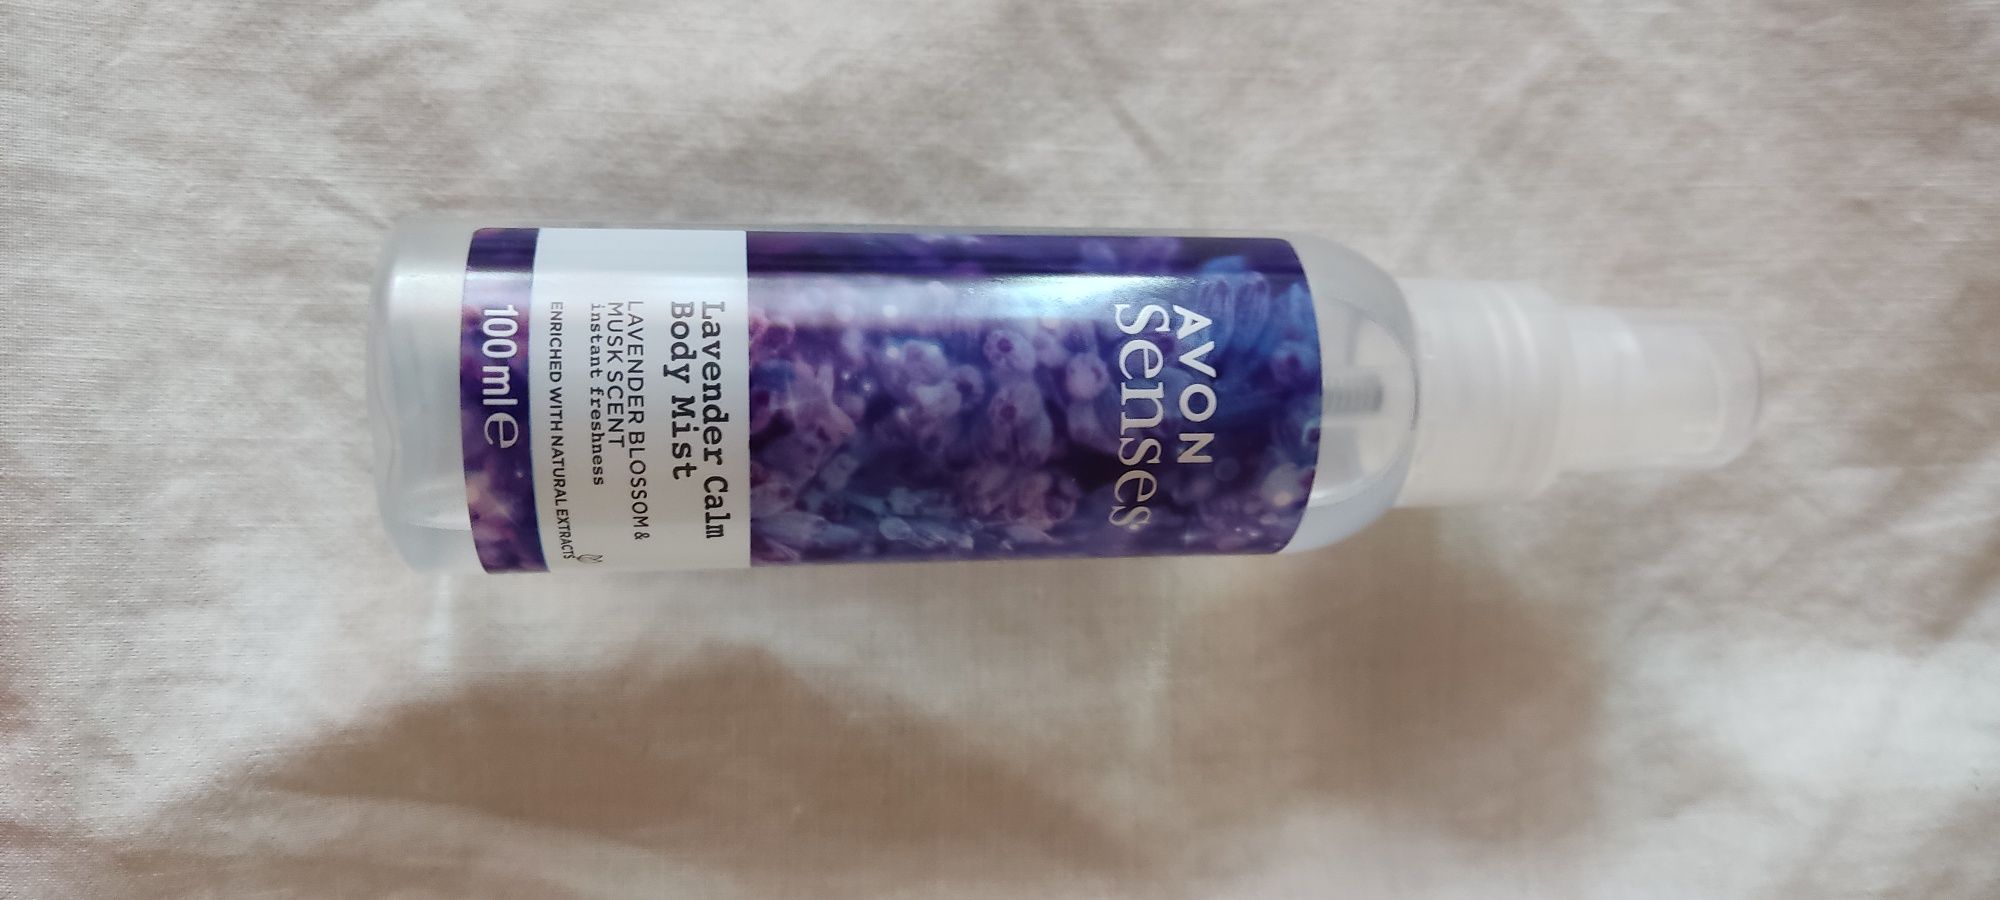 AVON
senses
Lavender Calm
Body Mist
LAVENDER BLOSSOM &
MUSK SCENT
instant freshness
ENRICHED WITH NATURAL EXTRACTS
100 ml e